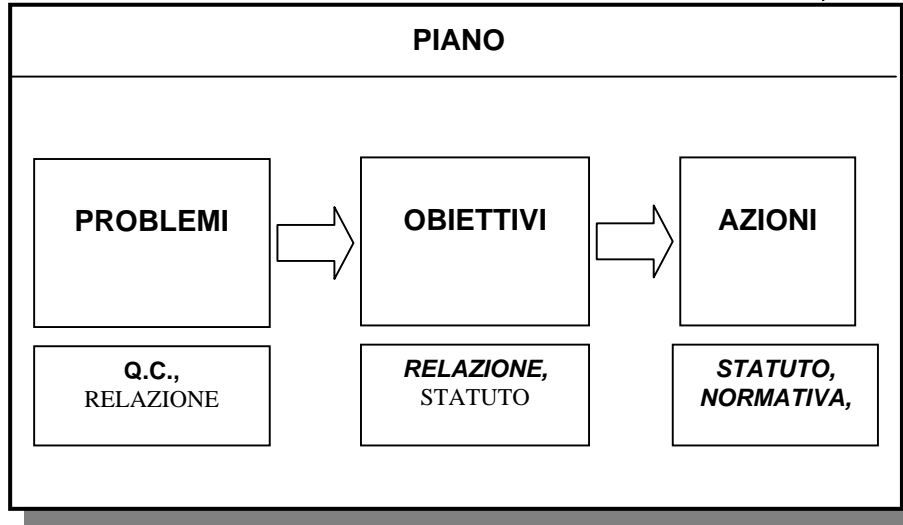 PIANO
PROBLEMI
OBIETTIVI
AZIONI
Q.C.,
RELAZIONE
RELAZIONE,
STATUTO
STATUTO,
NORMATIVA,